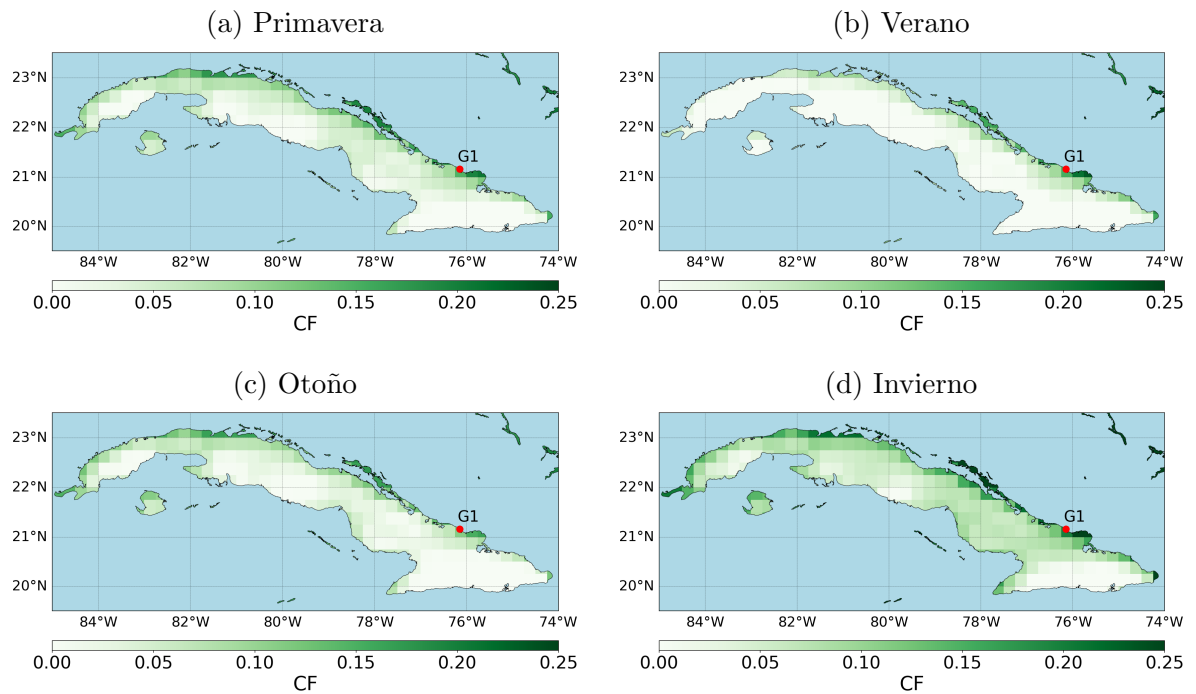 (a) Primavera
23°N
22°N
21°N
20°N
G1
84°W 82°W 80°W 78°W 76°W 74°W
0.00 0.05 0.10 0.15 0.20 0.25
CF
(b) Verano
23°N
22°N
21°N
20°N
G1
84°W 82°W 80°W 78°W 76°W 74°W
0.00 0.05 0.10 0.15 0.20 0.25
CF
(c) Otoño
23°N
22°N
21°N
20°N
G1
84°W 82°W 80°W 78°W 76°W 74°W
0.00 0.05 0.10 0.15 0.20 0.25
CF
(d) Invierno
23°N
22°N
21°N
20°N
G1
84°W 82°W 80°W 78°W 76°W 74°W
0.00 0.05 0.10 0.15 0.20 0.25
CF